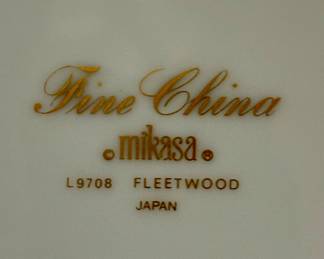 Fine China
© mikasa ®
L9708 FLEETWOOD
JAPAN